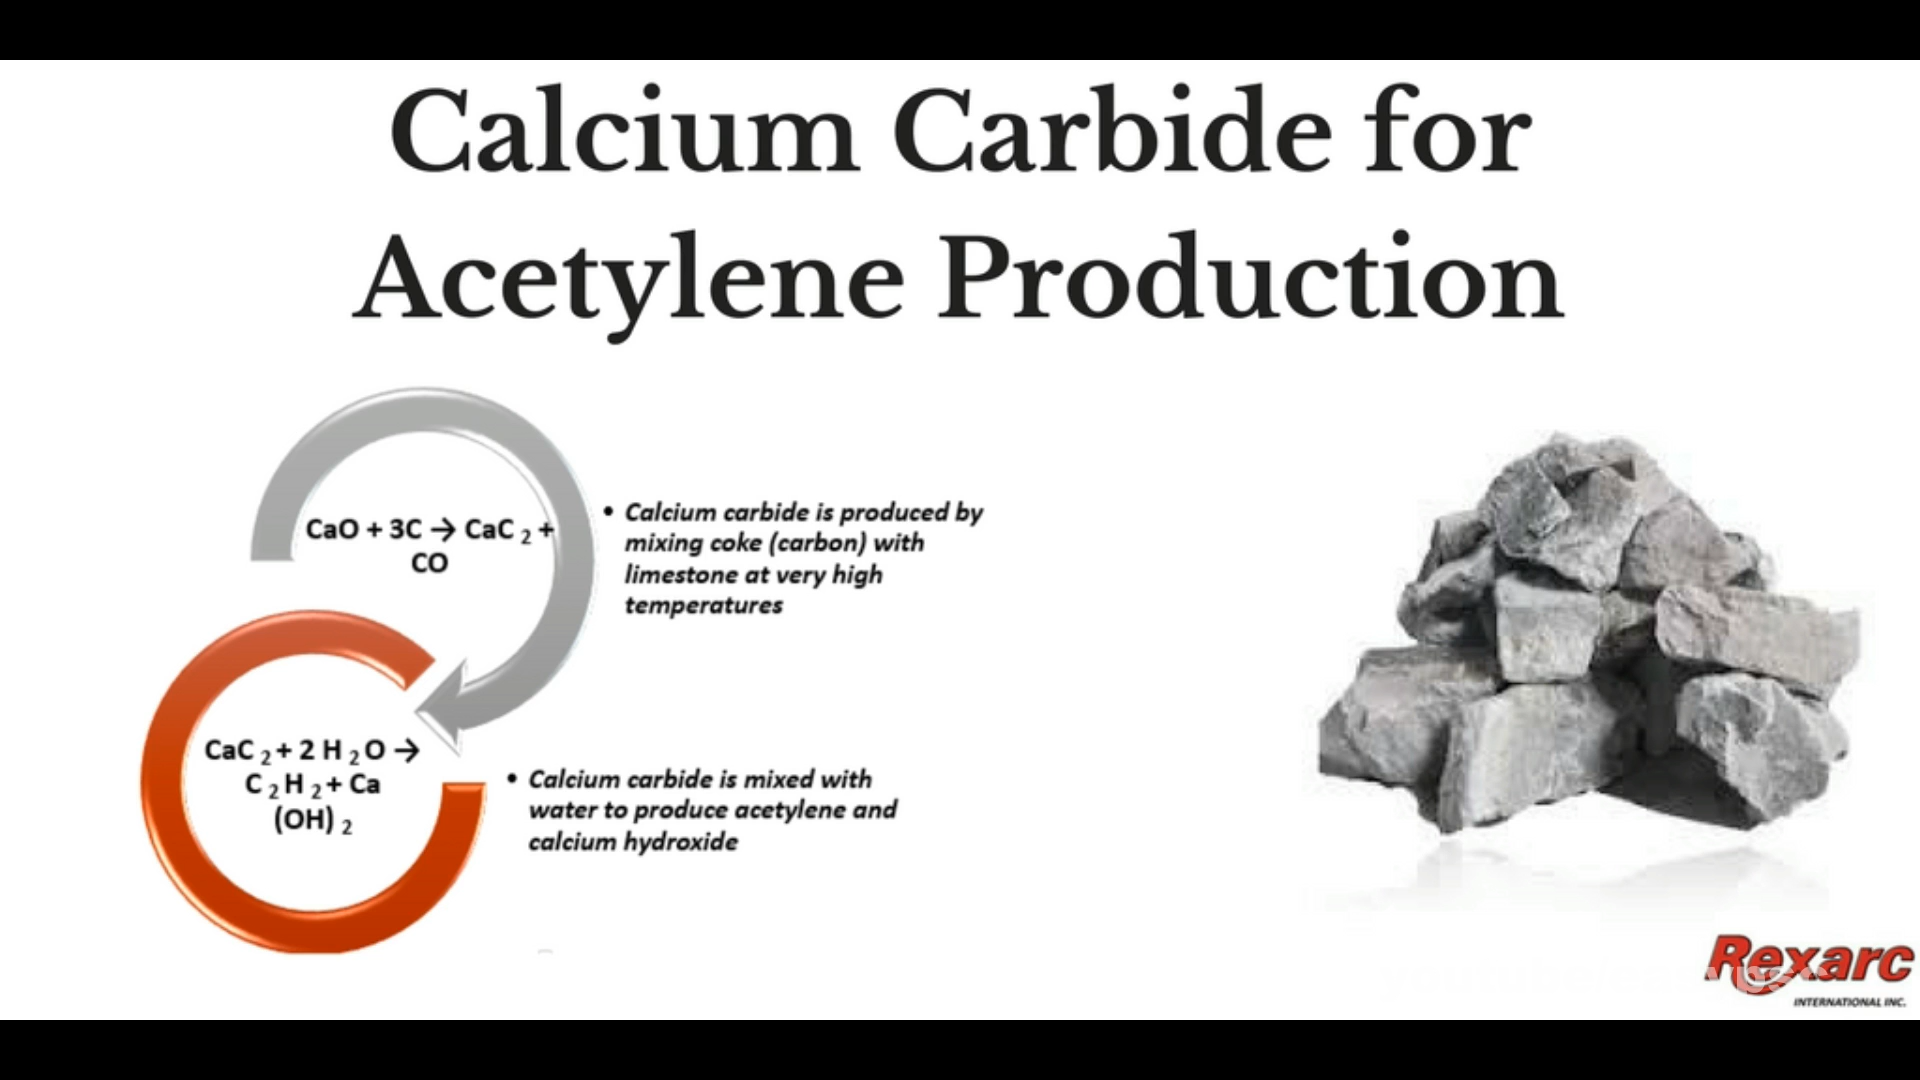 Calcium Carbide for
Acetylene Production
CaO + 3C → CaC 2 +
CO
• Calcium carbide is produced by
mixing coke (carbon) with
limestone at very high
temperatures
CaC 2 + 2 H 2 O →
C 2 H 2 + Ca
(OH) 2
• Calcium carbide is mixed with
water to produce acetylene and
calcium hydroxide
Rexarc
INTERNATIONAL INC.